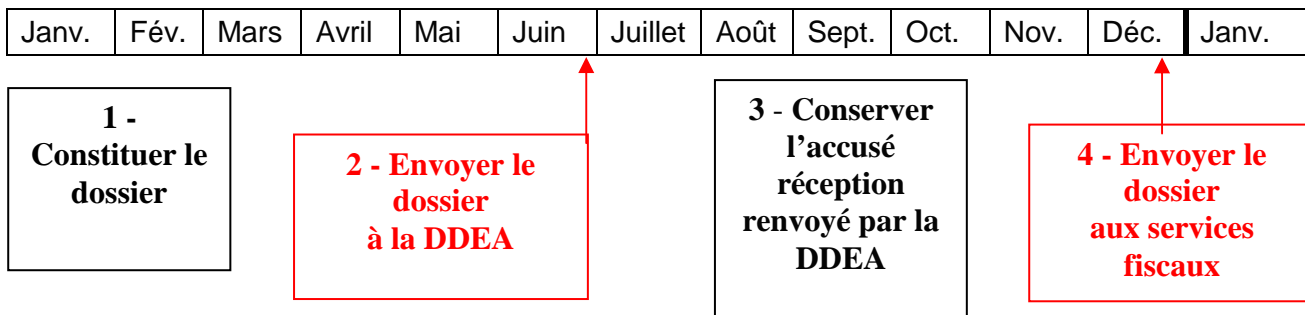 Janv. Fév. Mars Avril Mai Juin Juillet Août Sept. Oct. Nov. Déc. Janv.
1 -
Constituer le
dossier
2 - Envoyer le
dossier
à la DDEA
3 - Conserver
l'accusé
réception
renvoyé par la
DDEA
4 - Envoyer le
dossier
aux services
fiscaux